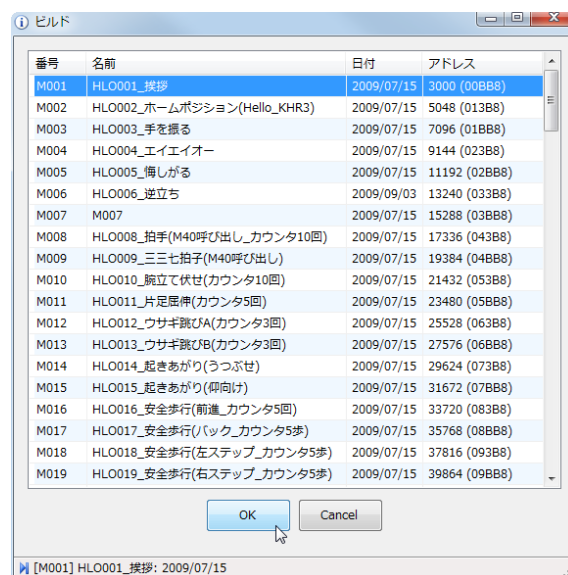 ビルド
番号 名前 日付 アドレス
M001 HLO001_挨拶 2009/07/15 3000 (00BB8)
M002 HLO002_ホームポジション(Hello_KHR3) 2009/07/15 5048 (013B8)
M003 HLO003_手を振る 2009/07/15 7096 (01BB8)
M004 HLO004_エイエイオー 2009/07/15 9144 (023B8)
M005 HLO005_悔しがる 2009/07/15 11192 (02BB8)
M006 HLO006_逆立ち 2009/09/03 13240 (033B8)
M007 M007 2009/07/15 15288 (03BB8)
M008 HLO008_拍手(M40呼び出し_カウンタ10回) 2009/07/15 17336 (043B8)
M009 HLO009_三三七拍子(M40呼び出し) 2009/07/15 19384 (04BB8)
M010 HLO010_腕立て伏せ(カウンタ10回) 2009/07/15 21432 (053B8)
M011 HLO011_片足屈伸(カウンタ5回) 2009/07/15 23480 (05BB8)
M012 HLO012_ウサギ跳びA(カウンタ3回) 2009/07/15 25528 (063B8)
M013 HLO013_ウサギ跳びB(カウンタ3回) 2009/07/15 27576 (06BB8)
M014 HLO014_起きあがり(うつぶせ) 2009/07/15 29624 (073B8)
M015 HLO015_起きあがり(仰向け) 2009/07/15 31672 (07BB8)
M016 HLO016_安全歩行(前進_カウンタ5回) 2009/07/15 33720 (083B8)
M017 HLO017_安全歩行(バック_カウンタ5歩) 2009/07/15 35768 (08BB8)
M018 HLO018_安全歩行(左ステップ_カウンタ5歩) 2009/07/15 37816 (093B8)
M019 HLO019_安全歩行(右ステップ_カウンタ5歩) 2009/07/15 39864 (09BB8)
OK Cancel
[M001] HLO001_挨拶: 2009/07/15